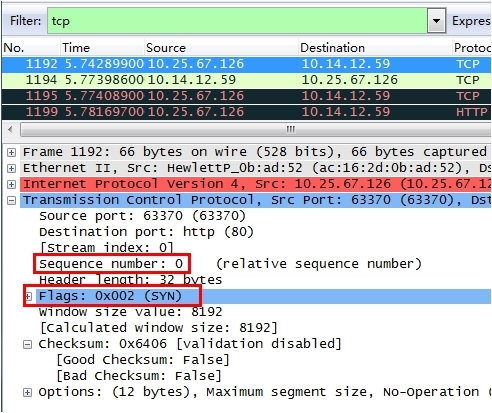 Filter: tcp Expres
No. Time Source Destination Protoc
1192 5.74289900 10.25.67.126 10.14.12.59 TCP
1194 5.77398600 10.14.12.59 10.25.67.126 TCP
1195 5.77408900 10.25.67.126 10.14.12.59 TCP
1199 5.78169700 10.25.67.126 10.14.12.59 HTTP
Frame 1192: 66 bytes on wire (528 bits), 66 bytes captured
Ethernet II, Src: HewlettP_0b:ad:52 (ac:16:2d:0b:ad:52), Ds
Internet Protocol Version 4, Src: 10.25.67.126 (10.25.67.12
Transmission Control Protocol, Src Port: 63370 (63370), Dst
Source port: 63370 (63370)
Destination port: http (80)
[Stream index: 0]
Sequence number: 0 (relative sequence number)
Header length: 32 bytes
Flags: 0x002 (SYN)
Window size value: 8192
[Calculated window size: 8192]
Checksum: 0x6406 [validation disabled]
[Good Checksum: False]
[Bad Checksum: False]
Options: (12 bytes), Maximum segment size, No-Operation (